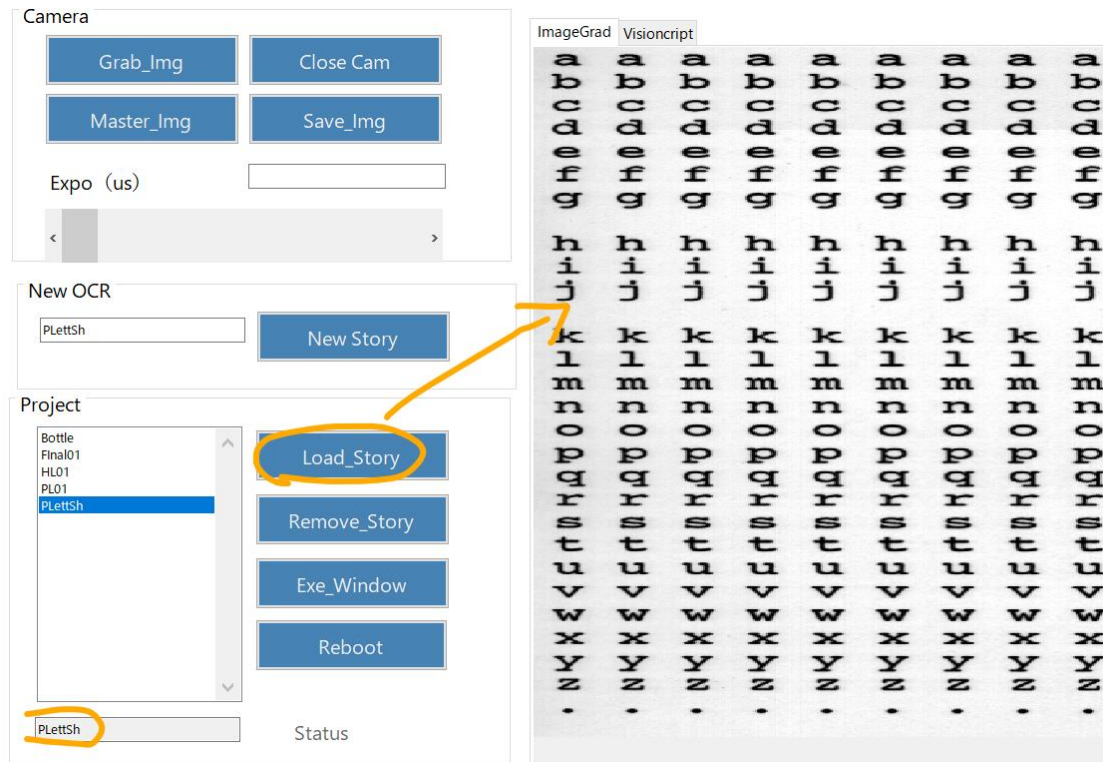 Camera
Grab_Img Close Cam
Master_Img Save_Img
Expo（us）
New OCR
PLettSh New Story
Project
Bottle
FInal01
HL01
PL01
PLettSh
Load_Story
Remove_Story
Exe_Window
Reboot
PLettSh Status
ImageGrad Visioncript
a a a a a a a a a
b b b b b b b b b
c c c c c c c c c
d d d d d d d d d
e e e e e e e e e
f f f f f f f f f
g g g g g g g g g
h h h h h h h h h
i i i i i i i i i
j j j j j j j j j
k k k k k k k k k
l l l l l l l l l
m m m m m m m m m
n n n n n n n n n
o o o o o o o o o
p p p p p p p p p
q q q q q q q q q
r r r r r r r r r
s s s s s s s s s
t t t t t t t t t
u u u u u u u u u
v v v v v v v v v
w w w w w w w w w
x x x x x x x x x
y y y y y y y y y
z z z z z z z z z
. . . . . . . . .